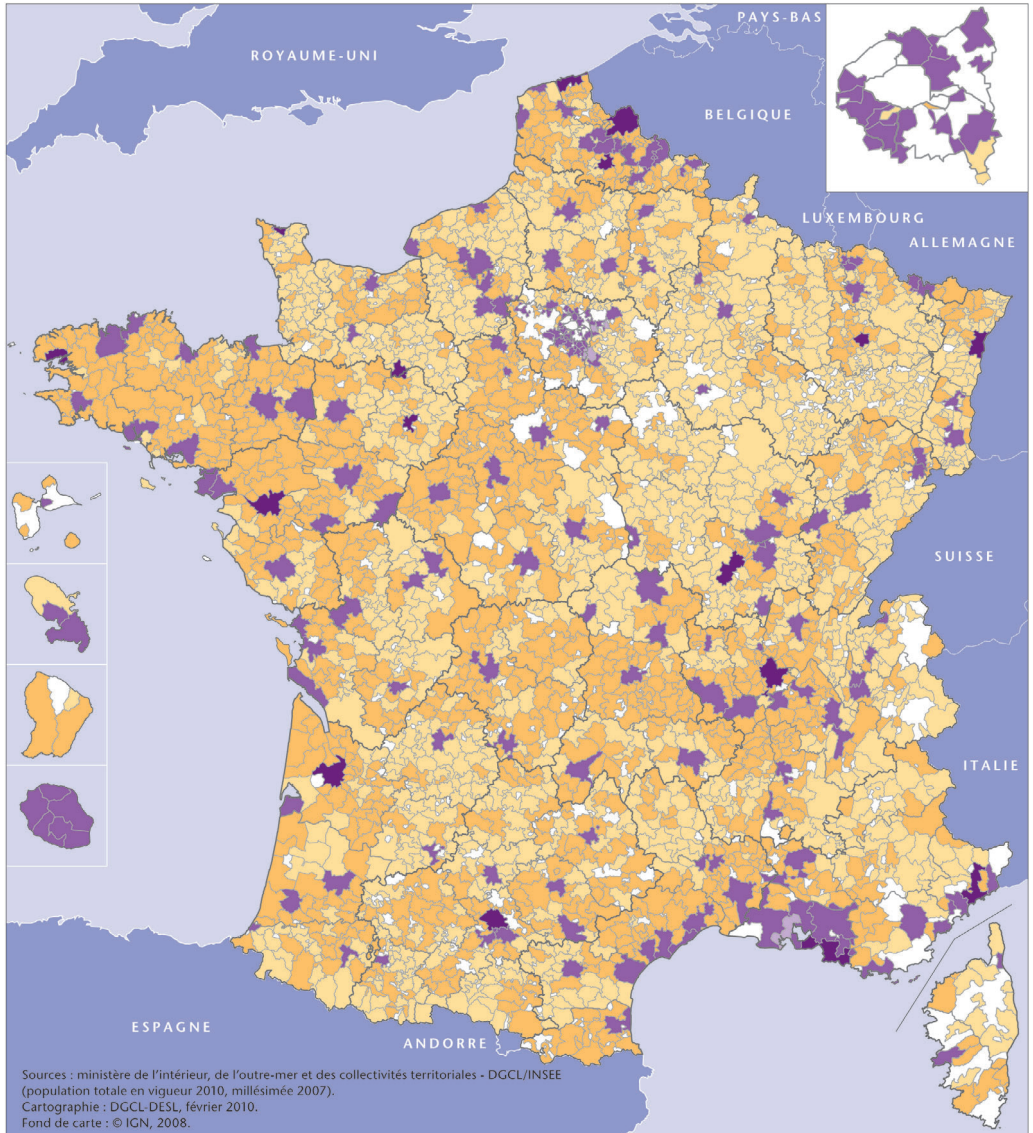 PAYS-BAS
ROYAUME-UNI
BELGIQUE
LUXEMBOURG
ALLEMAGNE
SUISSE
ITALIE
ESPAGNE
ANDORRE
Sources : ministère de l'intérieur, de l'outre-mer et des collectivités territoriales - DGCL/INSEE
(population totale en vigueur 2010, millésimée 2007).
Cartographie : DGCL-DESL, février 2010.
Fond de carte : © IGN, 2008.